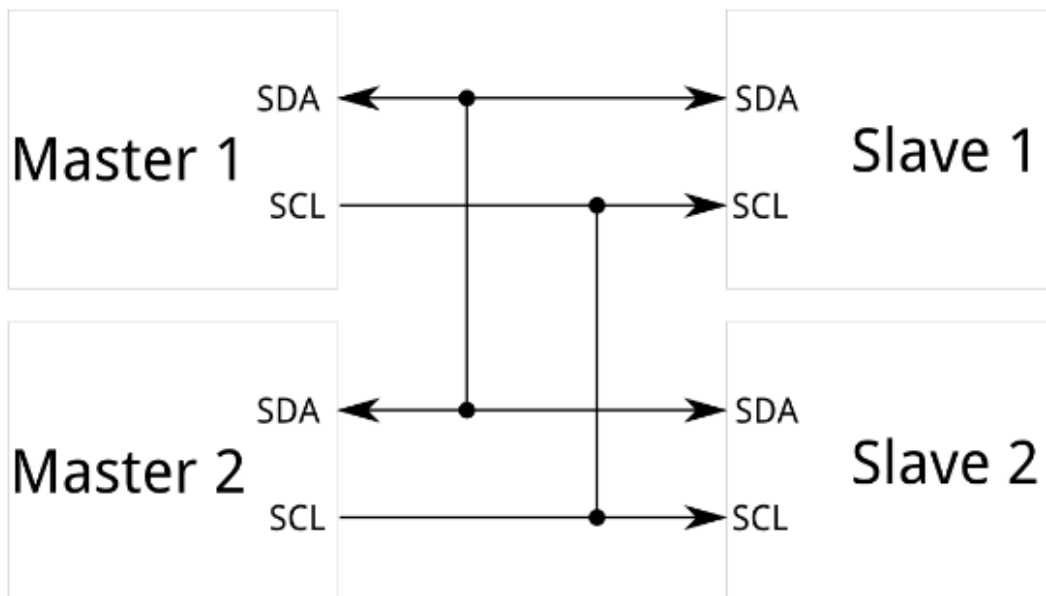 SDA
Master 1
SCL
SDA
Slave 1
SCL
SDA
Master 2
SCL
SDA
Slave 2
SCL